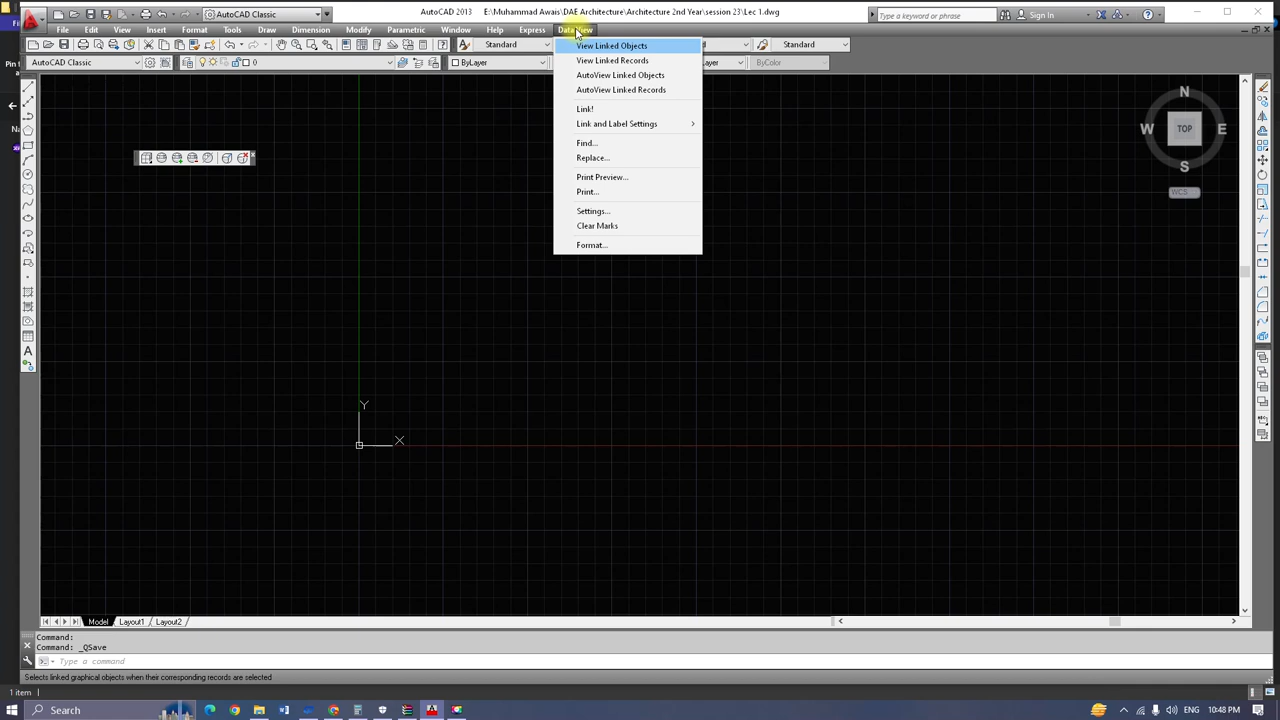 AutoCAD Classic
AutoCAD 2013 E:\Muhammad Awais\DAE Architecture\Architecture 2nd Year\session 23\Lec 1.dwg
Type a keyword or phrase
Sign In
File Edit View Insert Format Tools Draw Dimension Modify Parametric Window Help Express Data View
Standard
Standard
AutoCAD Classic
0
ByLayer
ByColor
View Linked Objects
View Linked Records
AutoView Linked Objects
AutoView Linked Records
Link!
Link and Label Settings
Find...
Replace...
Print Preview...
Print...
Settings...
Clear Marks
Format...
N
W TOP E
S
WCS
Y
X
Model Layout1 Layout2
Command:
Command: _QSave
Type a command
Selects linked graphical objects when their corresponding records are selected
1 item
Search
ENG 10:48 PM